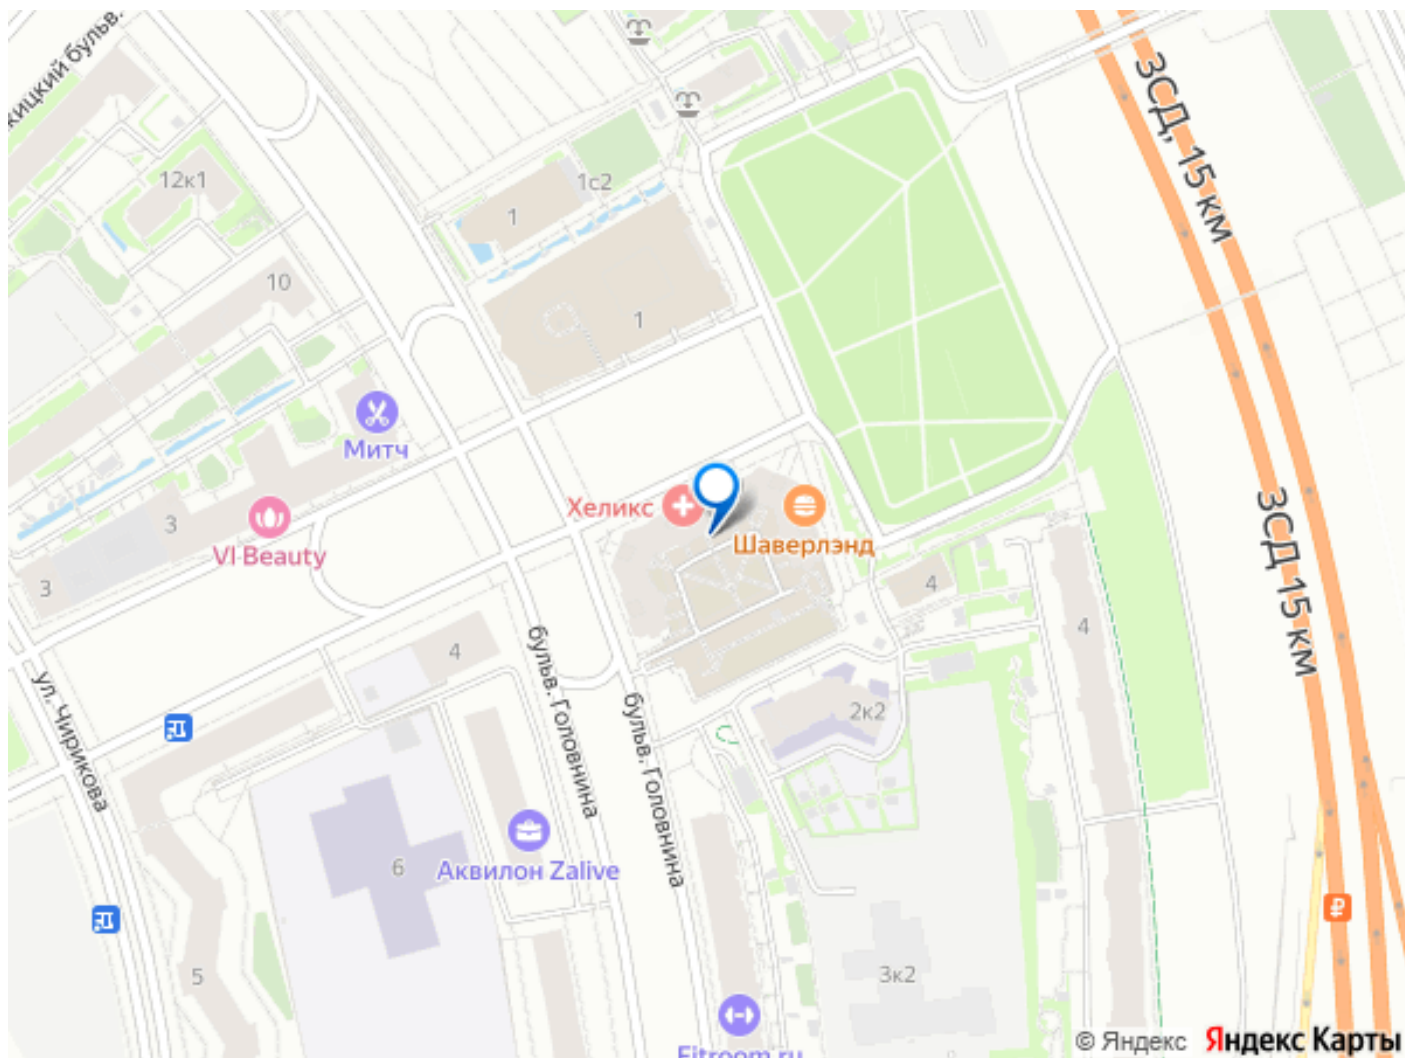 кицкий бульв.
ЗСД, 15 км
12к1
1с2
1
10
1
Митч
Хеликс
3
VI Beauty
Шаверлэнд
ЗСД 15 км
3
4
4
4
ул. Чирикова
бульв. Головнина
бульв. Головнина
2к2
6
Аквилон Zalive
5
3к2
Fitroom.ru
© Яндекс Яндекс Карты